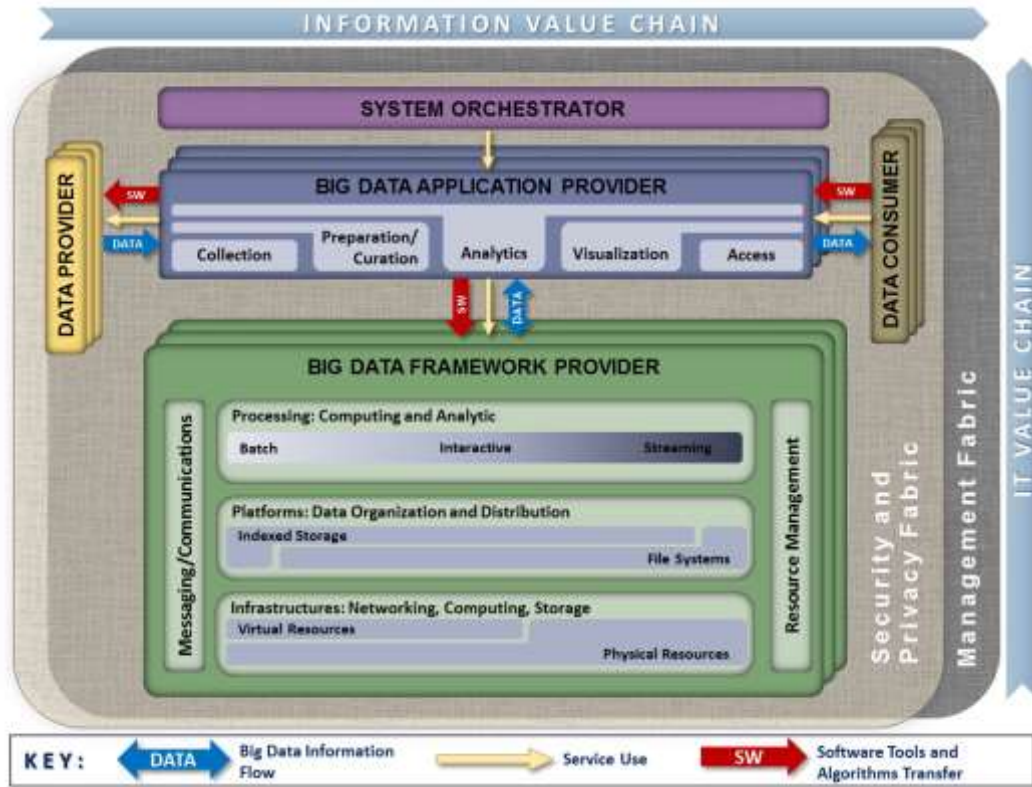 INFORMATION VALUE CHAIN
SYSTEM ORCHESTRATOR
DATA PROVIDER
SW
DATA
BIG DATA APPLICATION PROVIDER
Collection
Preparation/
Curation
Analytics
Visualization
Access
SW
DATA
DATA CONSUMER
SW
DATA
BIG DATA FRAMEWORK PROVIDER
Messaging/Communications
Processing: Computing and Analytic
Batch
Interactive
Streaming
Platforms: Data Organization and Distribution
Indexed Storage
File Systems
Infrastructures: Networking, Computing, Storage
Virtual Resources
Physical Resources
Resource Management
Security and
Privacy Fabric
Management Fabric
IT VALUE CHAIN
KEY:
DATA
Big Data Information
Flow
Service Use
SW
Software Tools and
Algorithms Transfer